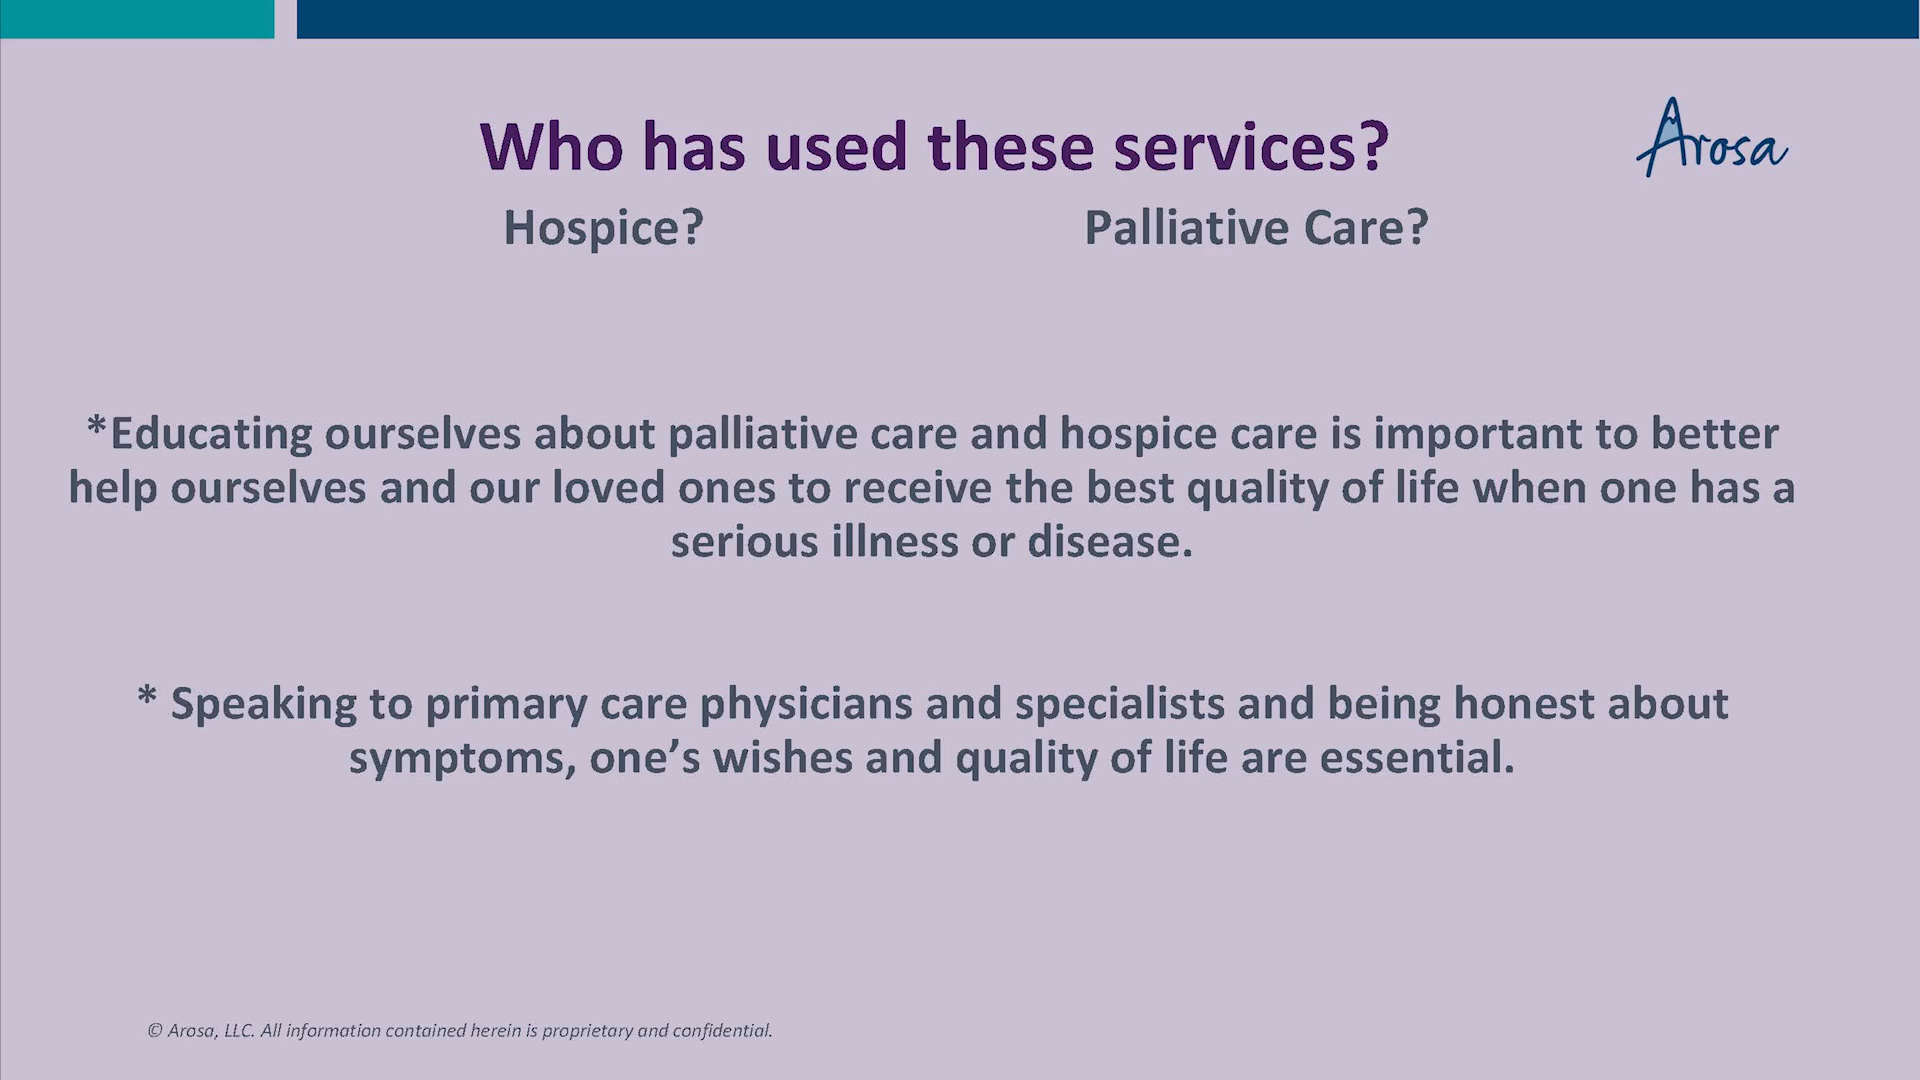 Who has used these services?
Arosa
Hospice? Palliative Care?
*Educating ourselves about palliative care and hospice care is important to better
help ourselves and our loved ones to receive the best quality of life when one has a
serious illness or disease.
* Speaking to primary care physicians and specialists and being honest about
symptoms, one’s wishes and quality of life are essential.
© Arosa, LLC. All information contained herein is proprietary and confidential.